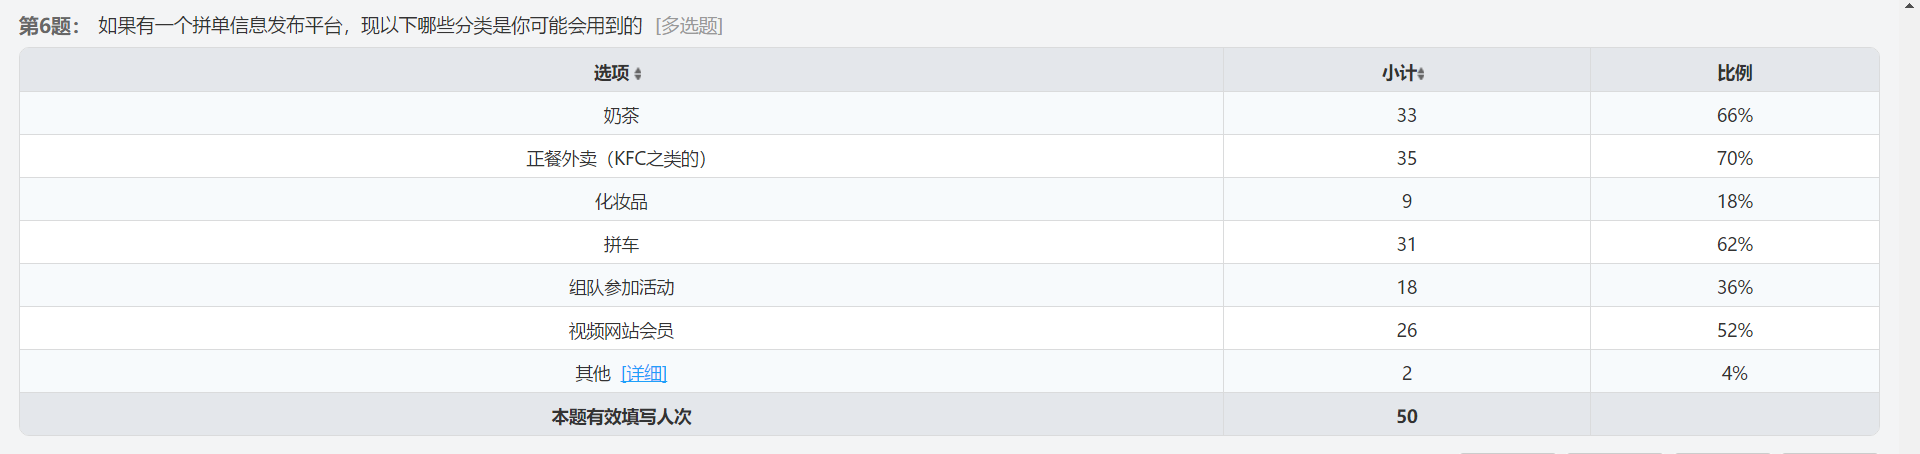 第6题： 如果有一个拼单信息发布平台，现以下哪些分类是你可能会用到的 [多选题]
选项 小计 比例
奶茶 33 66%
正餐外卖（KFC之类的） 35 70%
化妆品 9 18%
拼车 31 62%
组队参加活动 18 36%
视频网站会员 26 52%
其他 [详细] 2 4%
本题有效填写人次 50